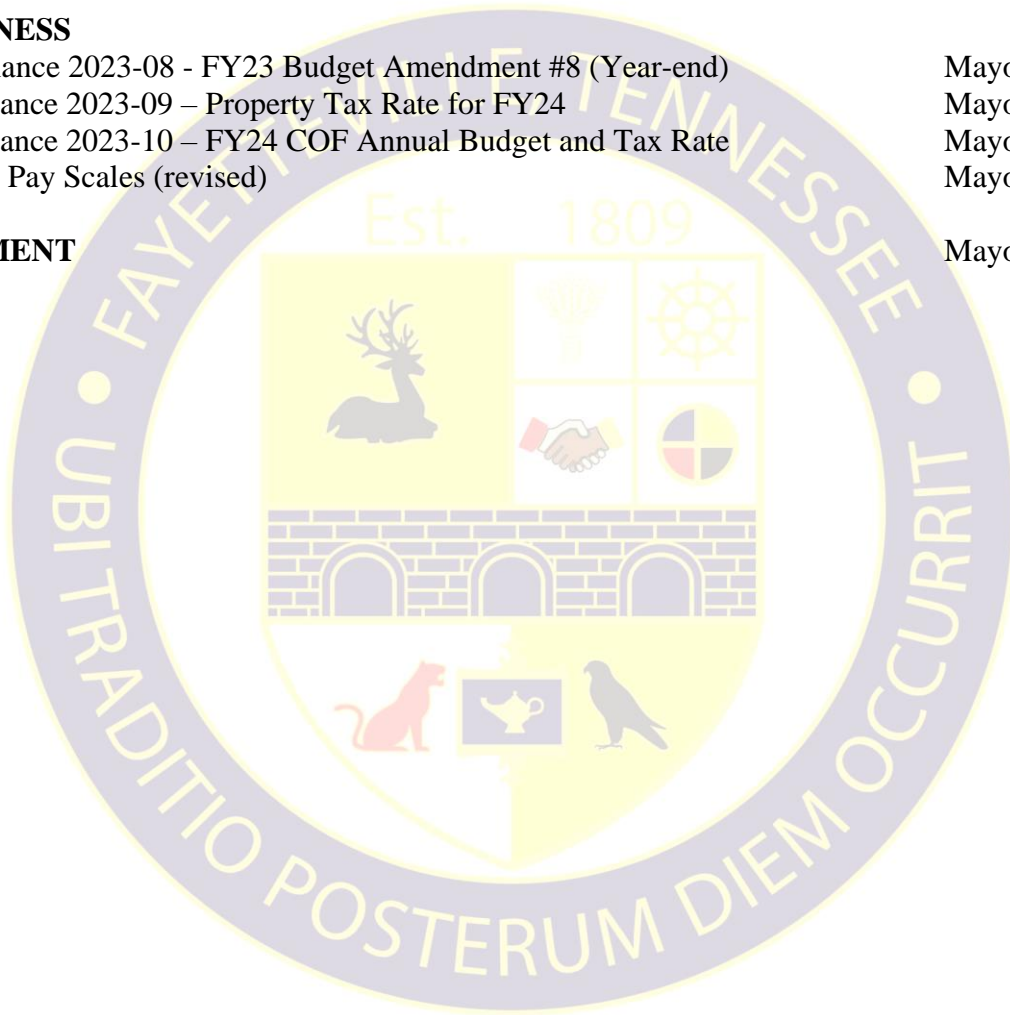 NESS
ance 2023-08 - FY23 Budget Amendment #8 (Year-end) Mayo
ance 2023-09 – Property Tax Rate for FY24 Mayo
ance 2023-10 – FY24 COF Annual Budget and Tax Rate Mayo
Pay Scales (revised) Mayo
MENT Mayo
FAYETTEVILLE TENNESSEE
Est. 1809
UBI TRADITIO POSTERUM DIEM OCCURRIT